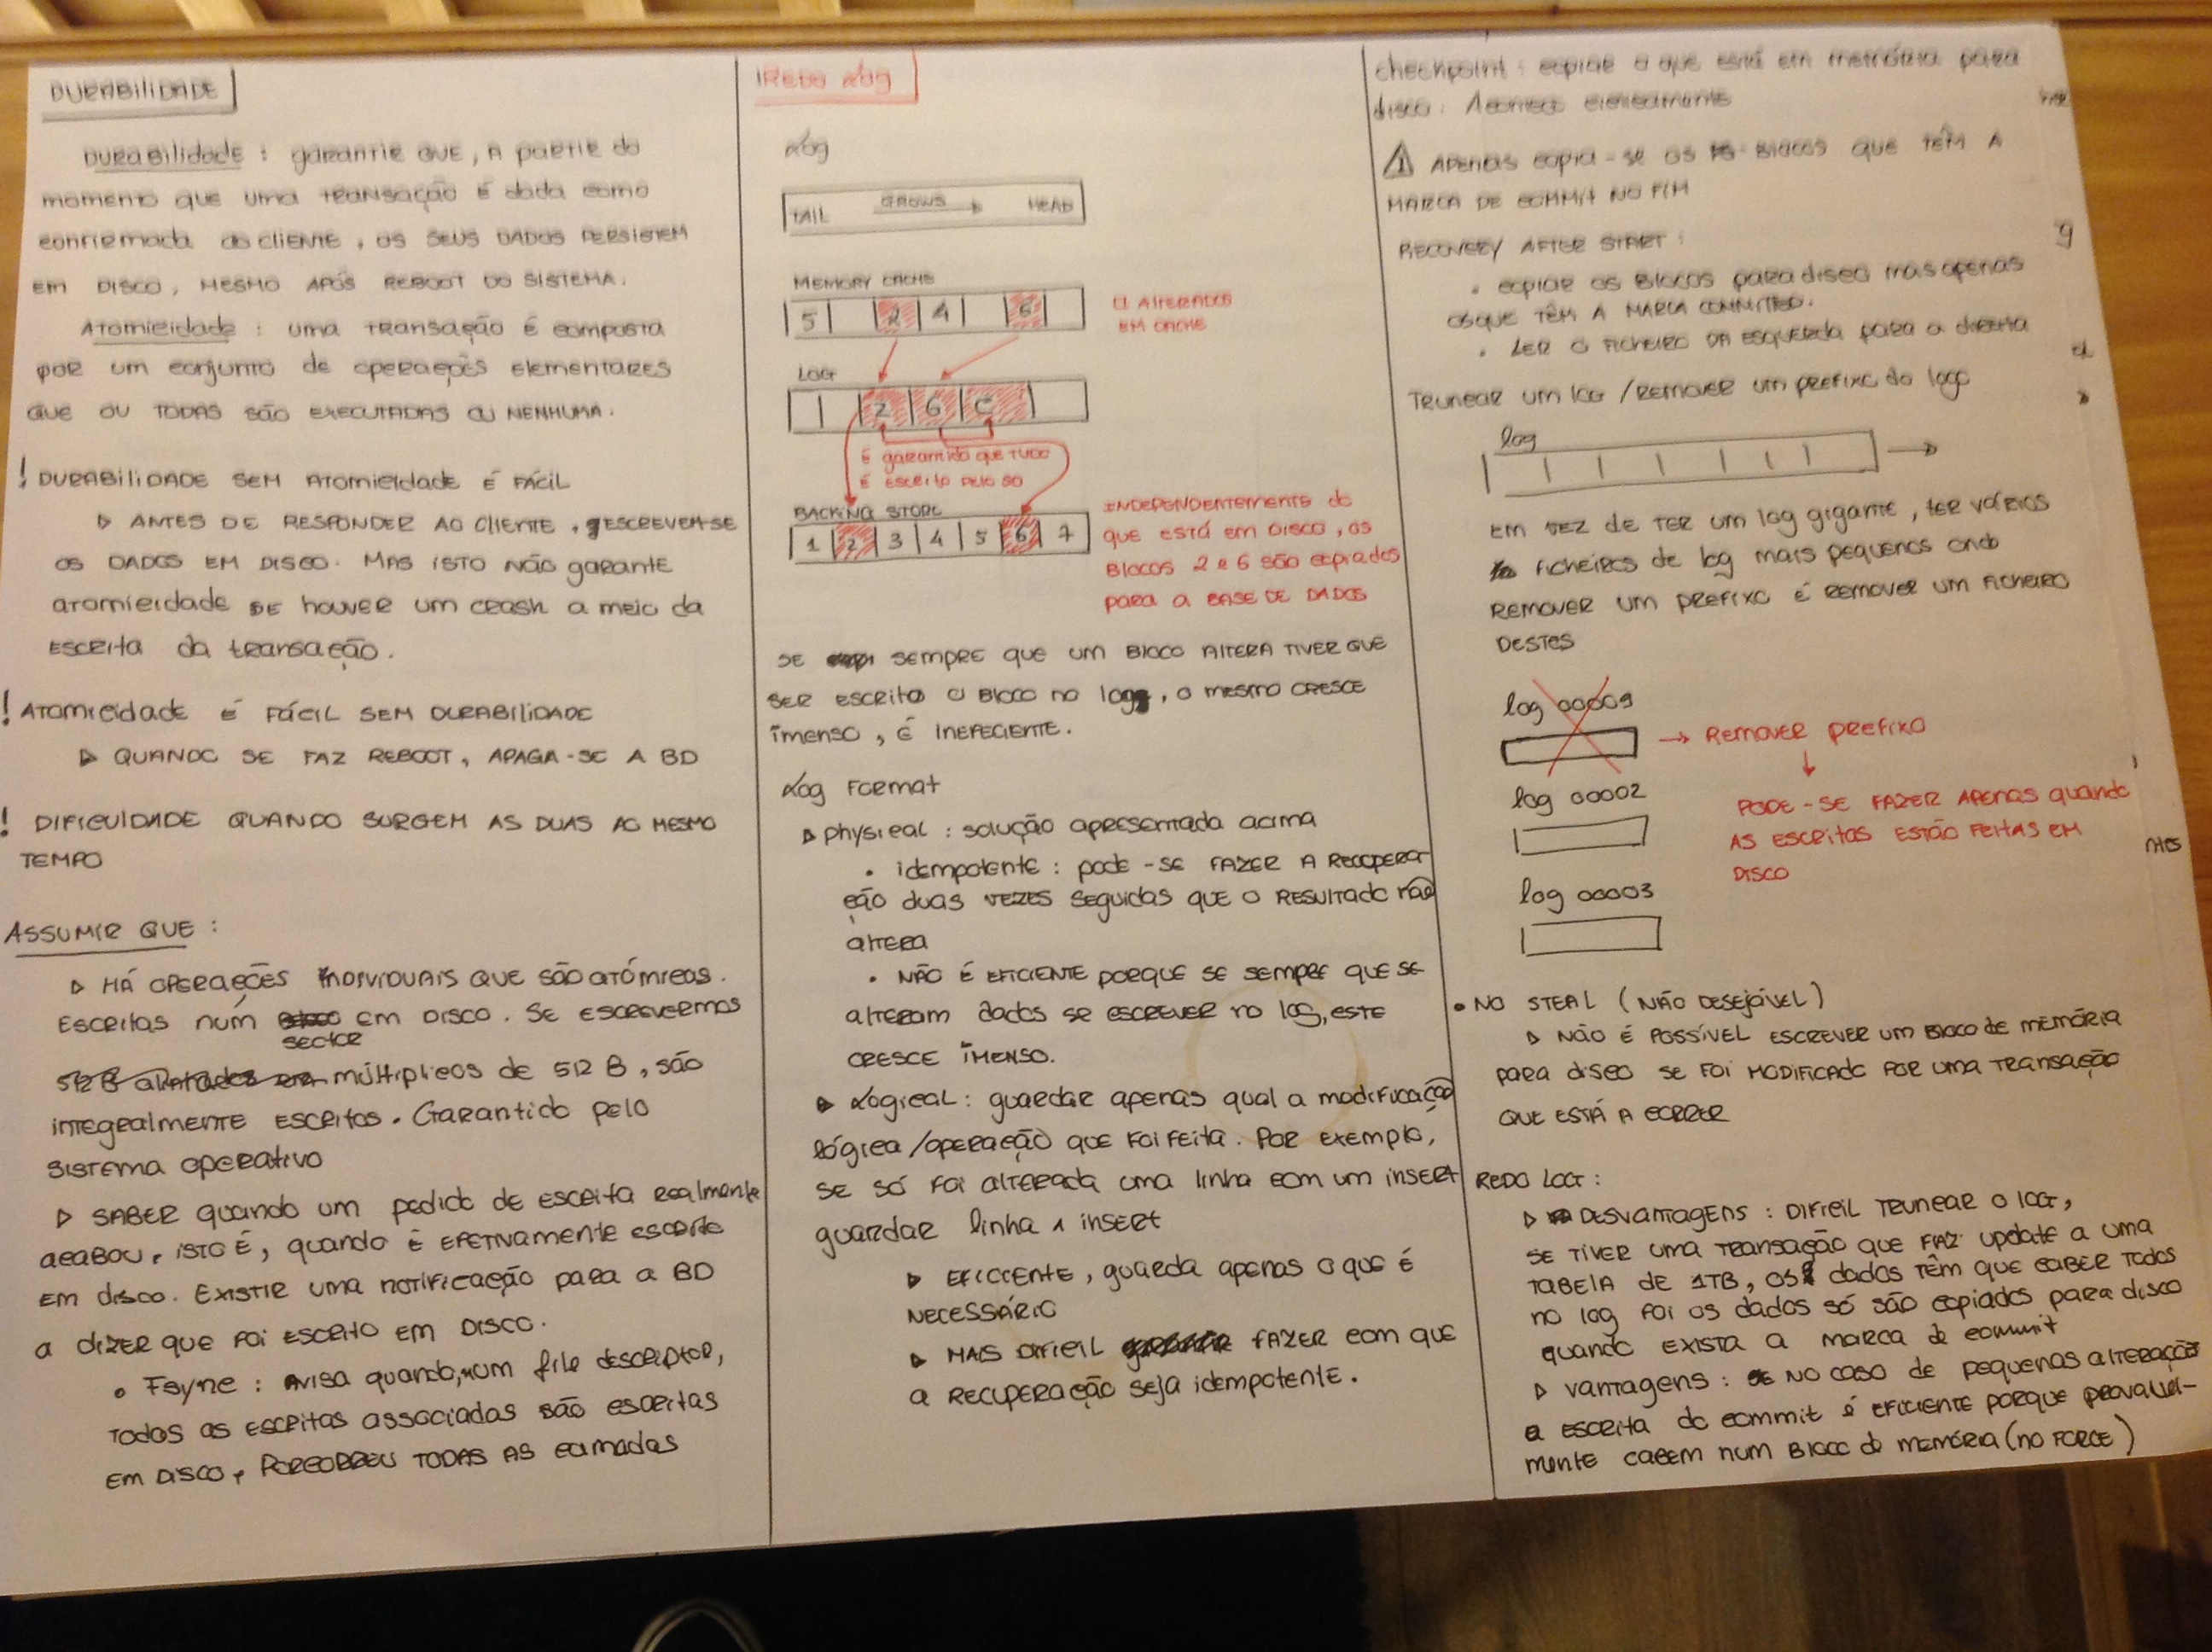 DURABILIDADE
DURABILIDADE : garantir QUE, A PARTIR do
momento que uma TRANSAÇÃO É dada como
confirmada ao cliente, os SEUS DADOS PERSISTEM
EM DISCO, MESMO APÓS REBOOT DO SISTEMA.
Atomicidade : uma TRANSAÇÃO é composta
por um conjunto de operações elementares
que ou TODAS são EXECUTADAS OU NENHUMA.
! DURABILIDADE SEM Atomicidade É FÁCIL
▷ ANTES DE RESPONDER AO CLIENTE, ESCREVEM-SE
OS DADOS EM DISCO. MAS ISTO NÃO garante
atomicidade SE houver um crash a meio da
ESCRITA da transação.
! Atomicidade É FÁCIL SEM DURABILIDADE
▷ QUANDO SE FAZ REBOOT, APAGA-SE A BD
! DIFICULDADE QUANDO SURGEM AS DUAS AO MESMO
TEMPO
ASSUMIR QUE :
▷ HÁ OPERAÇÕES INDIVIDUAIS QUE SÃO atómicas.
Escritas num sector em DISCO. SE ESCREVERMOS
múltiplos de 512 B, são
integralmente ESCRITOS. Garantido pelo
SISTEMA operativo
▷ SABER quando um pedido de ESCRITA Realmente
acabou, ISTO É, quando É EFETIVAMENTE escrito
EM disco. EXISTIR uma notificação para a BD
a dizer que foi ESCRITO EM DISCO.
• Fsync : Avisa quando, num file descriptor,
TODAS as ESCRITAS associadas são escritas
EM DISCO, PERCORREU TODAS AS camadas
REDO LOG
Log
TAIL GROWS HEAD
MEMORY CACHE
5 2 4 6
ALTERADOS
EM CACHE
LOG
2 6 C
É garantido que TUDO
É ESCRITO PELO SO
BACKING STORE
1 2 3 4 5 6 7
INDEPENDENTEMENTE do
que está em DISCO, os
Blocos 2 e 6 são copiados
para a BASE DE DADOS
SE SEMPRE QUE um BLOCO ALTERA TIVER QUE
SER ESCRITO O BLOCO NO log, O MESMO CRESCE
imenso, É INEFECIENTE.
Log Format
▷ physical : solução apresentada acima
• idempotente : pode-se FAZER A RECUPERA
ção duas VEZES seguidas que O RESULTADO não
altera
• NÃO É EFICIENTE porque SE SEMPRE que SE
alteram dados se escrever no log, ESTE
CRESCE IMENSO.
▷ Logical : guardar apenas qual a modificação
lógica/operação que foi Feita. Por exemplo,
SE só foi alterada uma linha com um insert
guardar linha 1 insert
▷ EFICIENTE, guarda apenas o que é
NECESSÁRIO
▷ MAIS Dificil FAZER com que
a RECUPERAÇÃO seja idempotente.
checkpoint : copiar o que está em memória para
disco. Acontece ciclicamente
⚠ APENAS copia-se os Blocos que TÊM A
MARCA DE COMMIT NO FIM
RECOVERY AFTER START :
• copiar os Blocos para disco mas apenas
os que TÊM A MARCA COMMITED.
• LER O FICHEIRO DA esquerda para a direita
Truncar um log / Remover um prefixo do log
log
Em vez de TER um log gigante, ter vários
ficheiros de log mais pequenos onde
REMOVER UM PREFIXO É REMOVER UM FICHEIRO
DESTES
→ REMOVER prefixo
log 00002
PODE-SE FAZER APENAS quando
AS ESCRITAS ESTÃO FEITAS EM
DISCO
log 00003
• NO STEAL (NÃO DESEJÁVEL)
▷ NÃO É POSSÍVEL ESCREVER UM BLOCO de MEMÓRIA
para disco se foi MODIFICADO POR uma TRANSAÇÃO
QUE ESTÁ A CORRER
REDO LOG :
▷ DESVANTAGENS : Dificil TRUNCAR O LOG,
SE TIVER UMA TRANSAÇÃO que FAZ update a uma
TABELA DE 1TB, OS dados TÊM que CABER TODOS
no log foi os dados só são copiados para disco
quando EXISTA a marca de commit
▷ vantagens : NO CASO de pequenas alterações
a ESCRITA do commit é EFICIENTE porque provavel-
mente cabem num Bloco de MEMÓRIA (NO FORCE)